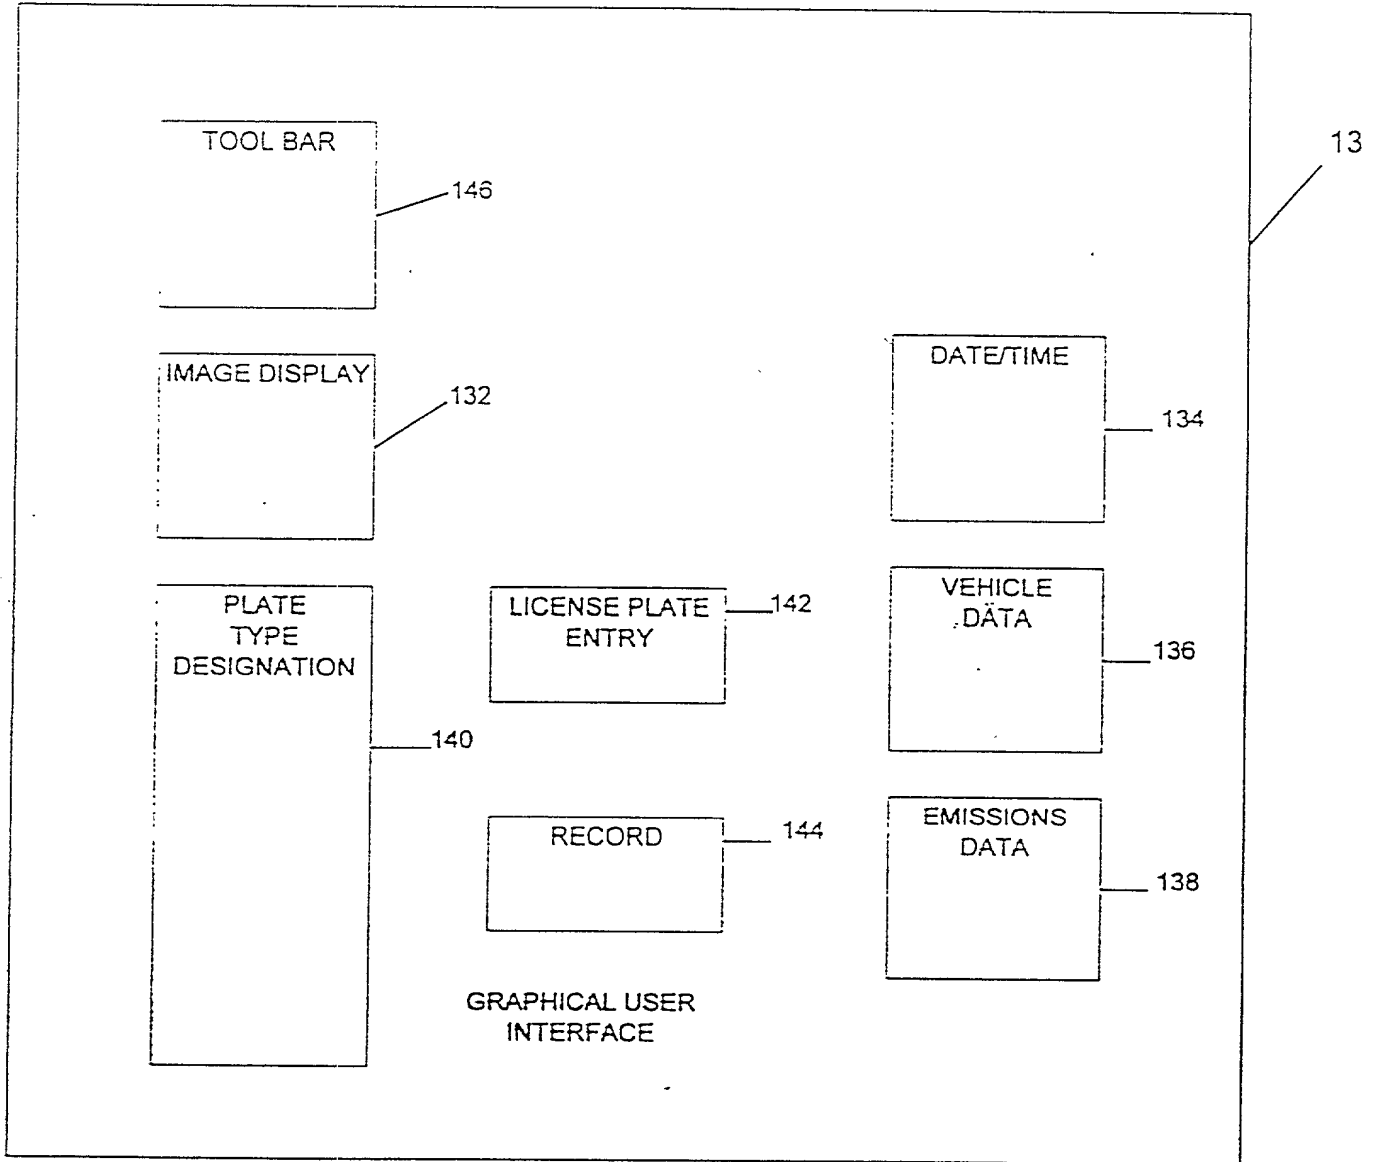 13
TOOL BAR
146
IMAGE DISPLAY
132
DATE/TIME
134
PLATE
TYPE
DESIGNATION
140
LICENSE PLATE
ENTRY
142
VEHICLE
DATA
136
RECORD
144
EMISSIONS
DATA
138
GRAPHICAL USER
INTERFACE